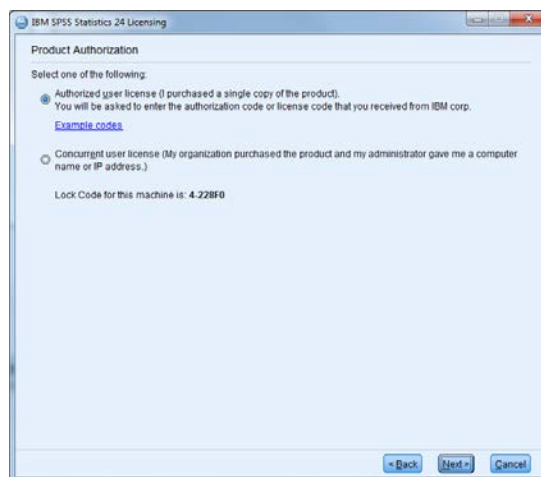 IBM SPSS Statistics 24 Licensing
Product Authorization
Select one of the following:
Authorized user license (I purchased a single copy of the product).
You will be asked to enter the authorization code or license code that you received from IBM corp.
Example codes
Concurrent user license (My organization purchased the product and my administrator gave me a computer
name or IP address.)
Lock Code for this machine is: 4-228F0
< Back Next > Cancel